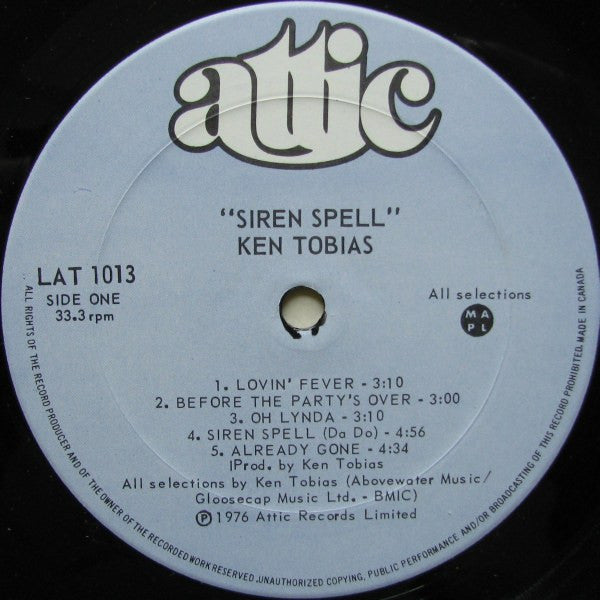 attic
"SIREN SPELL"
KEN TOBIAS
LAT 1013
SIDE ONE
33.3 rpm
All selections
M A
P L
1. LOVIN' FEVER - 3:10
2. BEFORE THE PARTY'S OVER - 3:00
3. OH LYNDA - 3:10
4. SIREN SPELL (Da Do) - 4:56
5. ALREADY GONE - 4:34
lProd. by Ken Tobias
All selections by Ken Tobias (Abovewater Music/
Gloosecap Music Ltd. - BMIC)
℗ 1976 Attic Records Limited
ALL RIGHTS OF THE RECORD PRODUCER AND OF THE OWNER OF THE RECORDED WORK RESERVED .UNAUTHORIZED COPYING, PUBLIC PERFORMANCE AND/OR BROADCASTING OF THIS RECORD PROHIBITED. MADE IN CANADA